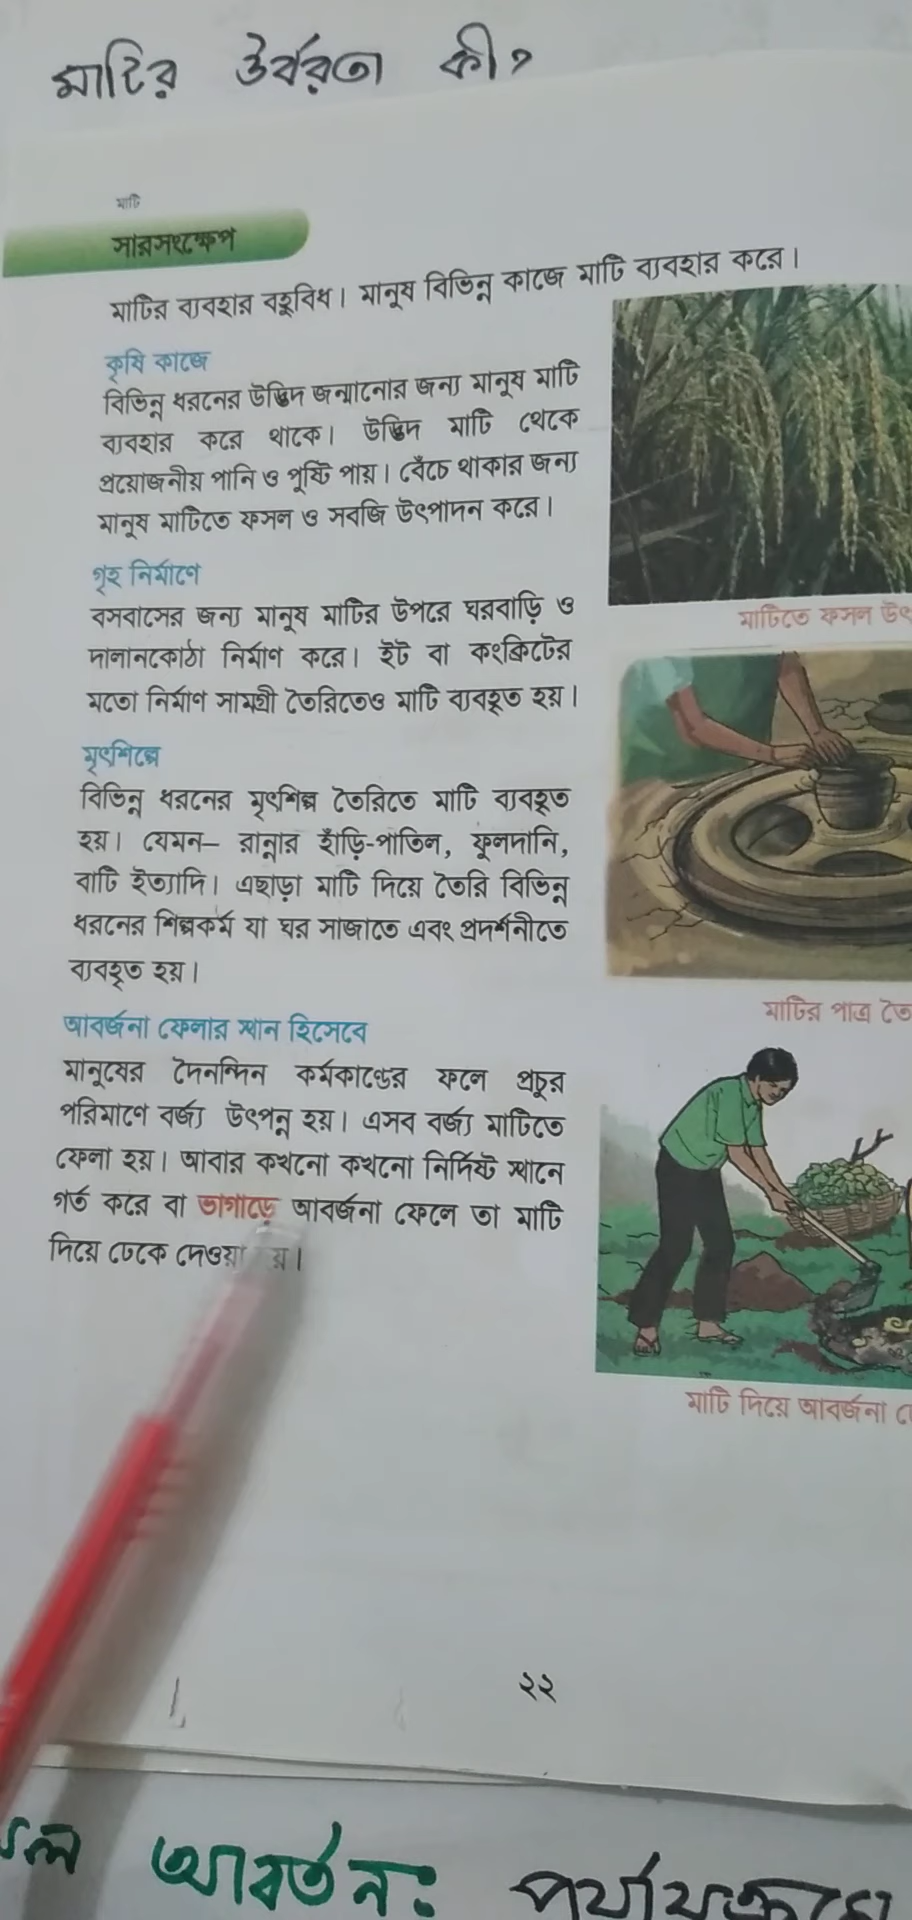 মাটির উর্বরতা কী?
মাটি
সারসংক্ষেপ
মাটির ব্যবহার বহুবিধ। মানুষ বিভিন্ন কাজে মাটি ব্যবহার করে।
কৃষি কাজে
বিভিন্ন ধরনের উদ্ভিদ জন্মানোর জন্য মানুষ মাটি
ব্যবহার করে থাকে। উদ্ভিদ মাটি থেকে
প্রয়োজনীয় পানি ও পুষ্টি পায়। বেঁচে থাকার জন্য
মানুষ মাটিতে ফসল ও সবজি উৎপাদন করে।
মাটিতে ফসল
গৃহ নির্মাণে
বসবাসের জন্য মানুষ মাটির উপরে ঘরবাড়ি ও
দালানকোঠা নির্মাণ করে। ইট বা কংক্রিটের
মতো নির্মাণ সামগ্রী তৈরিতেও মাটি ব্যবহৃত হয়।
মৃৎশিল্পে
বিভিন্ন ধরনের মৃৎশিল্প তৈরিতে মাটি ব্যবহৃত
হয়। যেমন– রান্নার হাঁড়ি-পাতিল, ফুলদানি,
বাটি ইত্যাদি। এছাড়া মাটি দিয়ে তৈরি বিভিন্ন
ধরনের শিল্পকর্ম যা ঘর সাজাতে এবং প্রদর্শনীতে
ব্যবহৃত হয়।
মাটির পাত্র
আবর্জনা ফেলার স্থান হিসেবে
মানুষের দৈনন্দিন কর্মকাণ্ডের ফলে প্রচুর
পরিমাণে বর্জ্য উৎপন্ন হয়। এসব বর্জ্য মাটিতে
ফেলা হয়। আবার কখনো কখনো নির্দিষ্ট স্থানে
গর্ত করে বা ভাগাড়ে আবর্জনা ফেলে তা মাটি
দিয়ে ঢেকে দেওয়া হয়।
মাটি দিয়ে আবর্জনা
২২
আবর্তন: পর্যায়ক্রমে